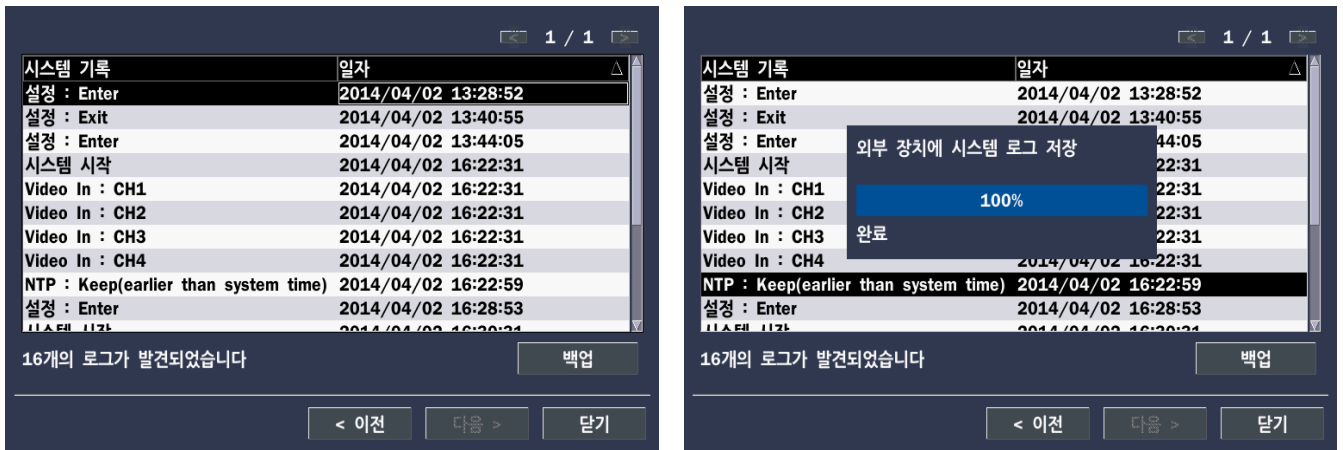 < 1 / 1 >
시스템 기록 일자 △
설정 : Enter 2014/04/02 13:28:52
설정 : Exit 2014/04/02 13:40:55
설정 : Enter 2014/04/02 13:44:05
시스템 시작 2014/04/02 16:22:31
Video In : CH1 2014/04/02 16:22:31
Video In : CH2 2014/04/02 16:22:31
Video In : CH3 2014/04/02 16:22:31
Video In : CH4 2014/04/02 16:22:31
NTP : Keep(earlier than system time) 2014/04/02 16:22:59
설정 : Enter 2014/04/02 16:28:53
16개의 로그가 발견되었습니다 백업
< 이전 다음 > 닫기
< 1 / 1 >
시스템 기록 일자 △
설정 : Enter 2014/04/02 13:28:52
설정 : Exit 2014/04/02 13:40:55
설정 : Enter 44:05
시스템 시작 22:31
Video In : CH1 22:31
Video In : CH2 22:31
Video In : CH3 22:31
Video In : CH4 2014/04/02 16:22:31
NTP : Keep(earlier than system time) 2014/04/02 16:22:59
설정 : Enter 2014/04/02 16:28:53
외부 장치에 시스템 로그 저장
100%
완료
16개의 로그가 발견되었습니다 백업
< 이전 다음 > 닫기